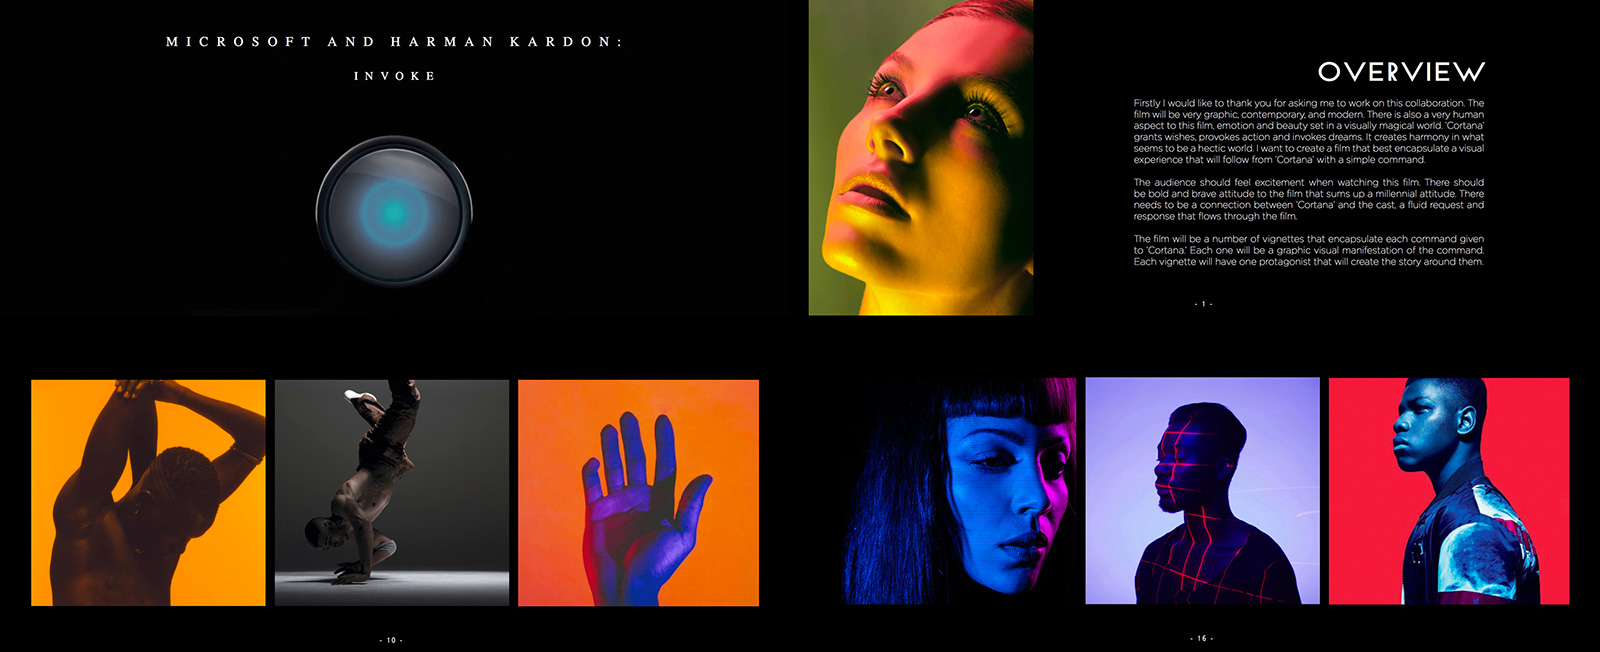 MICROSOFT AND HARMAN KARDON:
INVOKE
OVERVIEW
Firstly I would like to thank you for asking me to work on this collaboration. The
film will be very graphic, contemporary, and modern. There is also a very human
aspect to this film, emotion and beauty set in a visually magical world. 'Cortana'
grants wishes, provokes action and invokes dreams. It creates harmony in what
seems to be a hectic world. I want to create a film that best encapsulate a visual
experience that will follow from 'Cortana' with a simple command.
The audience should feel excitement when watching this film. There should
be bold and brave attitude to the film that sums up a millennial attitude. There
needs to be a connection between 'Cortana' and the cast, a fluid request and
response that flows through the film.
The film will be a number of vignettes that encapsulate each command given
to 'Cortana.' Each one will be a graphic visual manifestation of the command.
Each vignette will have one protagonist that will create the story around them.
- 1 -
- 10 -
- 16 -